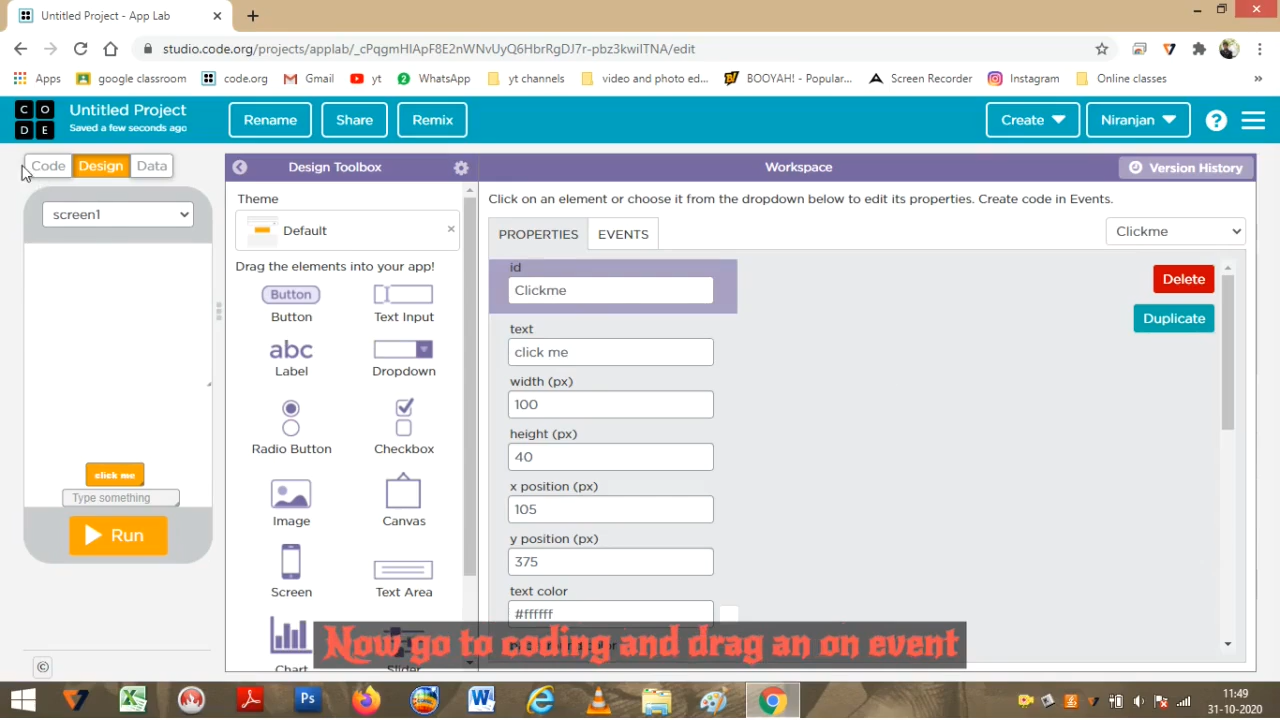 Untitled Project - App Lab
studio.code.org/projects/applab/_cPqgmHIApF8E2nWNvUyQ6HbrRgDJ7r-pbz3kwiITNA/edit
Apps google classroom code.org Gmail yt WhatsApp yt channels video and photo ed... BOOYAH! - Popular... Screen Recorder Instagram Online classes »
C O
D E
Untitled Project
Saved a few seconds ago
Rename Share Remix Create Niranjan ?
Code Design Data
Design Toolbox
Workspace
Version History
screen1
Theme
Default
Drag the elements into your app!
Button
Button Text Input
abc
Label Dropdown
Radio Button Checkbox
Image Canvas
Screen Text Area
Chart Slider
click me
Type something
Run
Click on an element or choose it from the dropdown below to edit its properties. Create code in Events.
PROPERTIES EVENTS
Clickme
id
Clickme
Delete
Duplicate
text
click me
width (px)
100
height (px)
40
x position (px)
105
y position (px)
375
text color
#ffffff
Now go to coding and drag an on event
©
11:49
31-10-2020